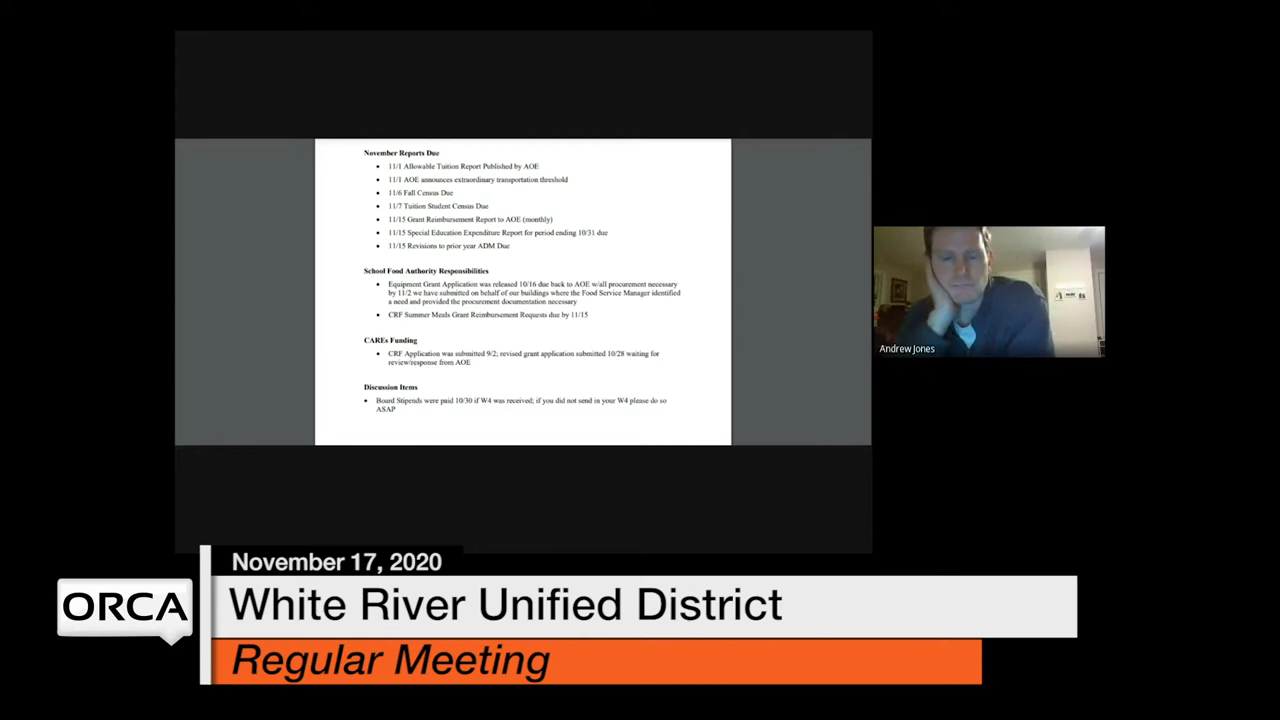 November Reports Due
• 11/1 Allowable Tuition Report Published by AOE
• 11/1 AOE announces extraordinary transportation threshold
• 11/6 Fall Census Due
• 11/7 Tuition Student Census Due
• 11/15 Grant Reimbursement Report to AOE (monthly)
• 11/15 Special Education Expenditure Report for period ending 10/31 due
• 11/15 Revisions to prior year ADM Due
School Food Authority Responsibilities
• Equipment Grant Application was released 10/16 due back to AOE w/all procurement necessary
by 11/2 we have submitted on behalf of our buildings where the Food Service Manager identified
a need and provided the procurement documentation necessary
• CRF Summer Meals Grant Reimbursement Requests due by 11/15
CAREs Funding
• CRF Application was submitted 9/2; revised grant application submitted 10/28 waiting for
review/response from AOE
Discussion Items
• Board Stipends were paid 10/30 if W4 was received; if you did not send in your W4 please do so
ASAP
Andrew Jones
November 17, 2020
ORCA
White River Unified District
Regular Meeting